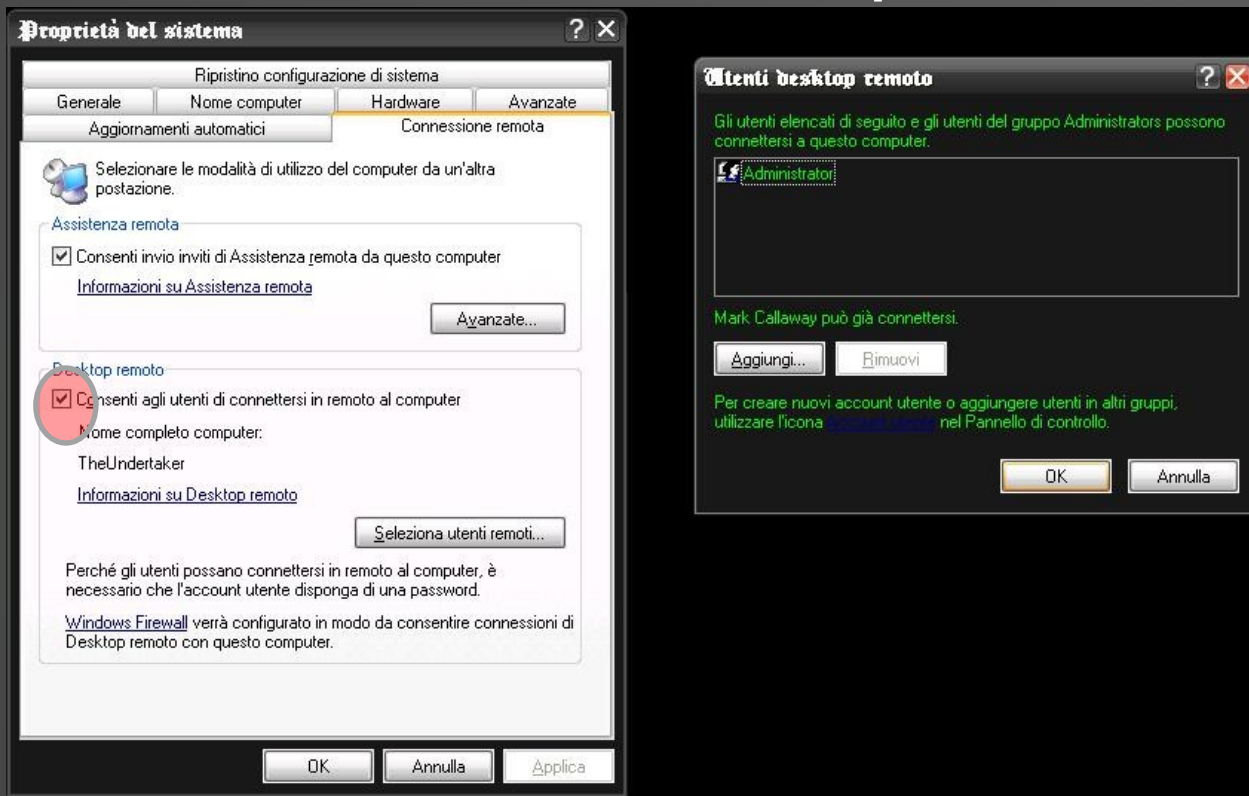 Proprietà del sistema
Ripristino configurazione di sistema
Generale
Nome computer
Hardware
Avanzate
Aggiornamenti automatici
Connessione remota
Selezionare le modalità di utilizzo del computer da un'altra
postazione.
Assistenza remota
Consenti invio inviti di Assistenza remota da questo computer
Informazioni su Assistenza remota
Avanzate...
Desktop remoto
Consenti agli utenti di connettersi in remoto al computer
Nome completo computer:
TheUndertaker
Informazioni su Desktop remoto
Seleziona utenti remoti...
Perché gli utenti possano connettersi in remoto al computer, è
necessario che l'account utente disponga di una password.
Windows Firewall verrà configurato in modo da consentire connessioni di
Desktop remoto con questo computer.
OK
Annulla
Applica
Utenti desktop remoto
Gli utenti elencati di seguito e gli utenti del gruppo Administrators possono
connettersi a questo computer.
Administrator
Mark Callaway può già connettersi.
Aggiungi...
Rimuovi
Per creare nuovi account utente o aggiungere utenti in altri gruppi,
utilizzare l'icona Account utente nel Pannello di controllo.
OK
Annulla